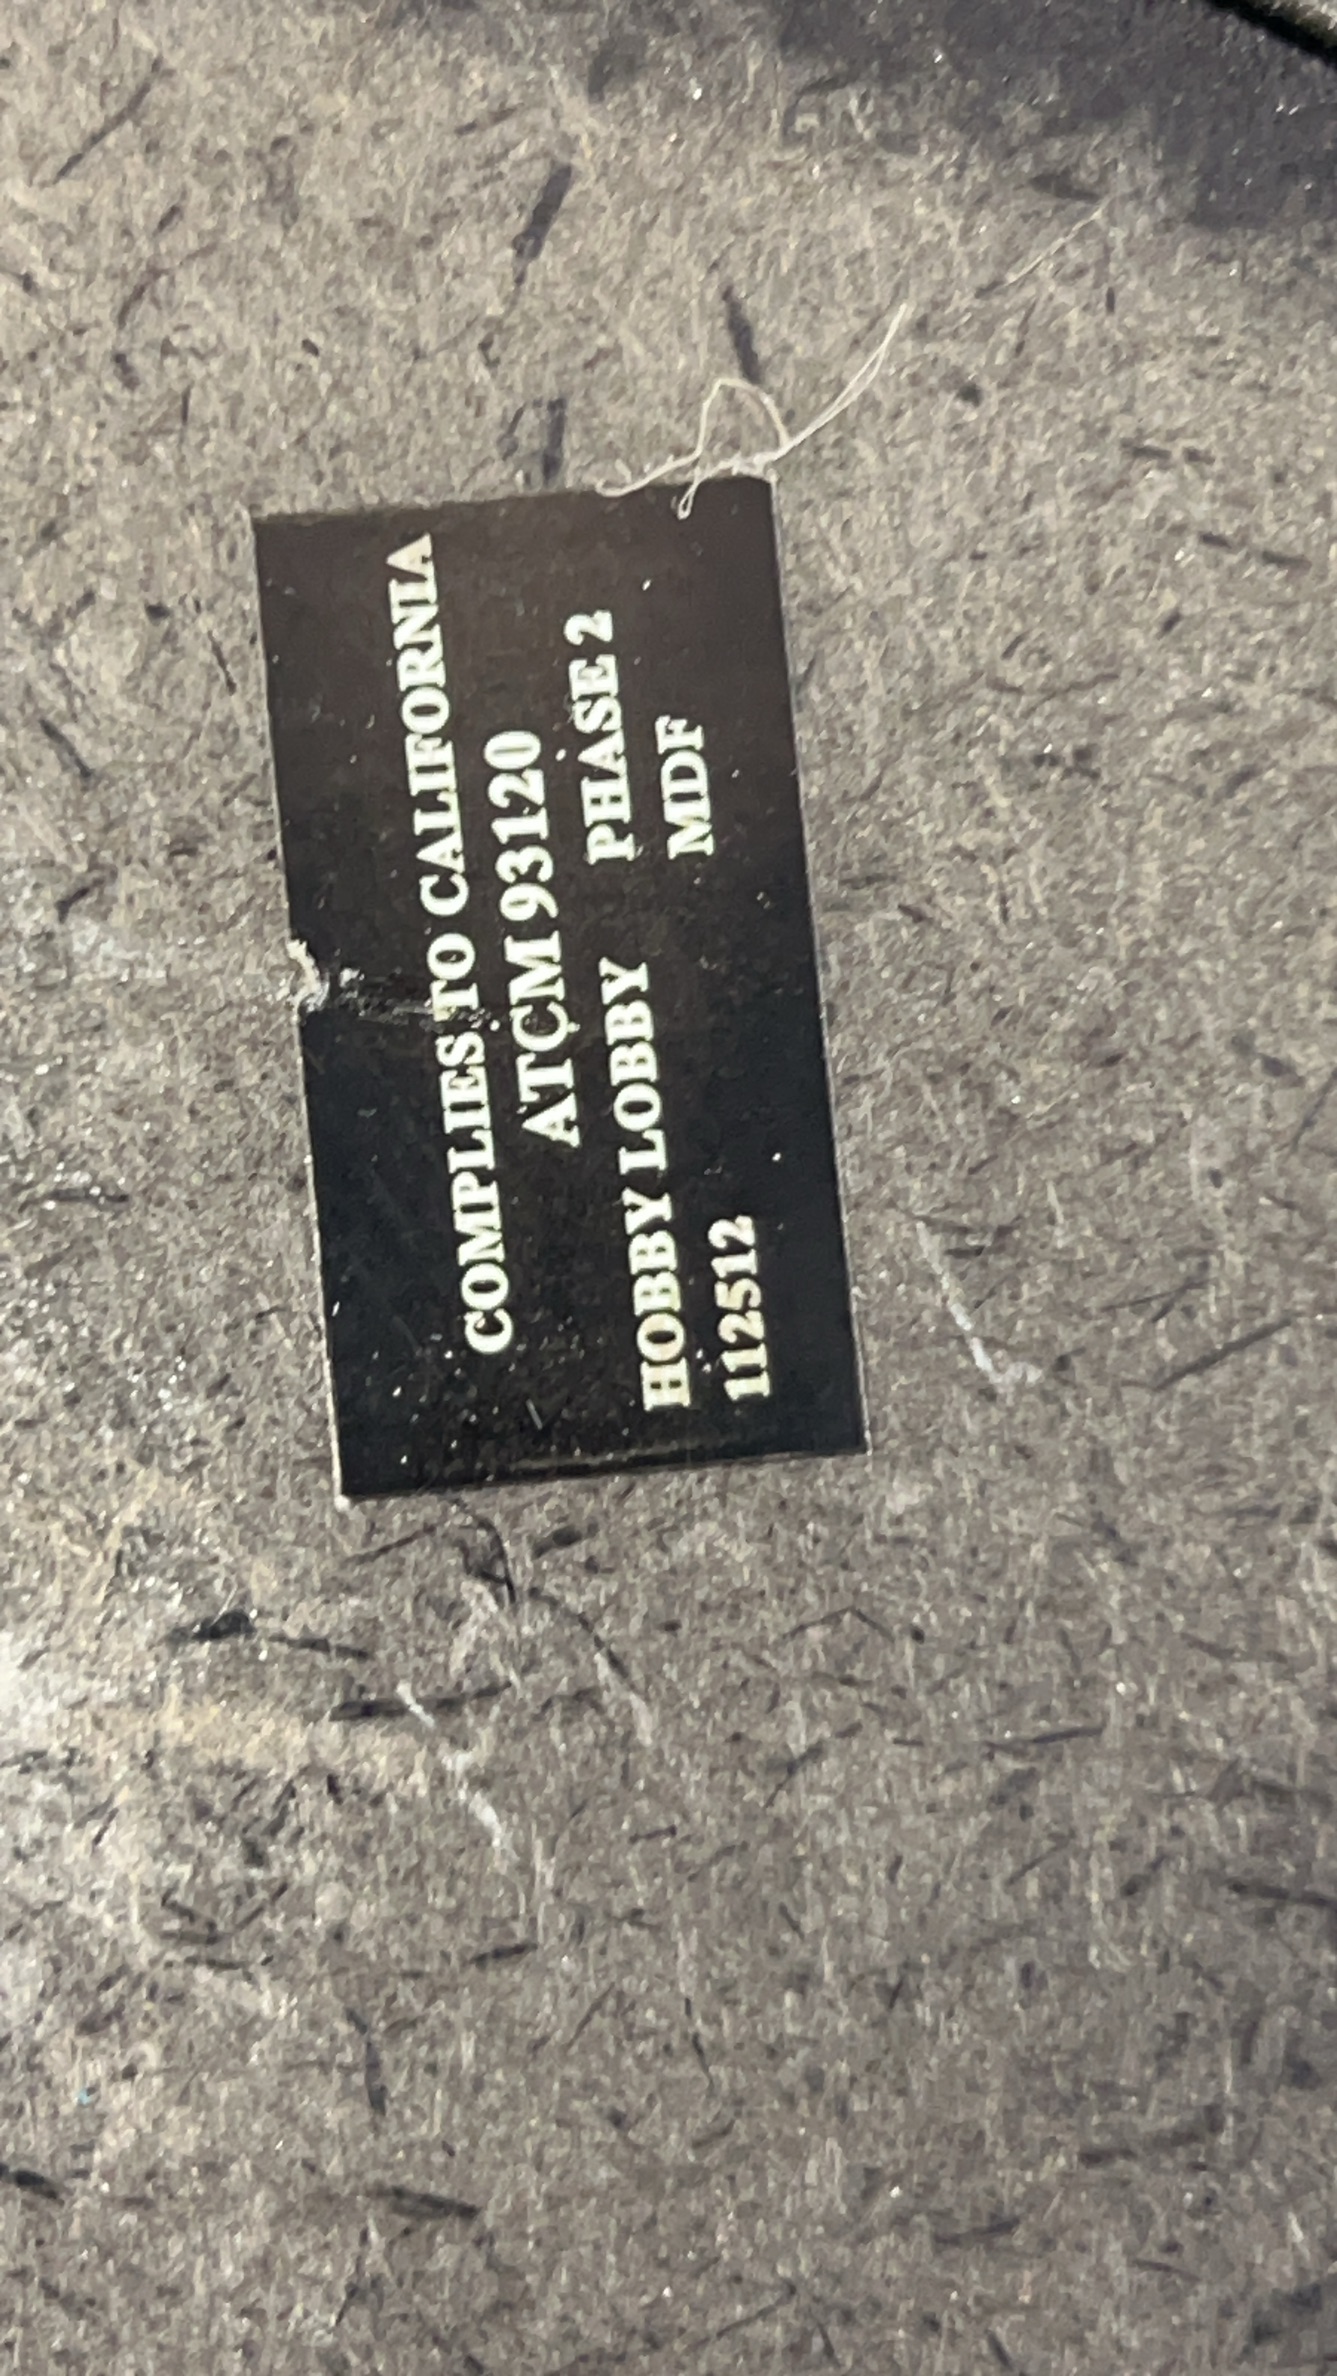 COMPLIES TO CALIFORNIA
ATCM 93120
HOBBY LOBBY PHASE 2
112512 MDF